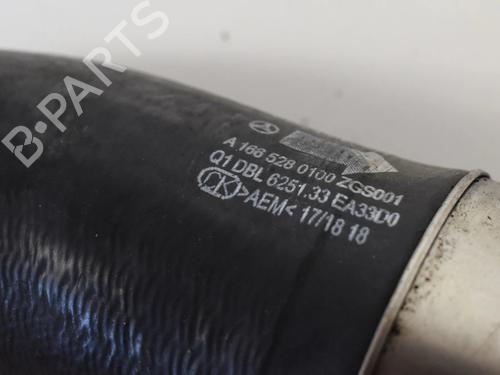 B-PARTS
A 166 528 0100 ZGS001
Q1 DBL 6251.33 EA33D0
>AEM< 17/18 18